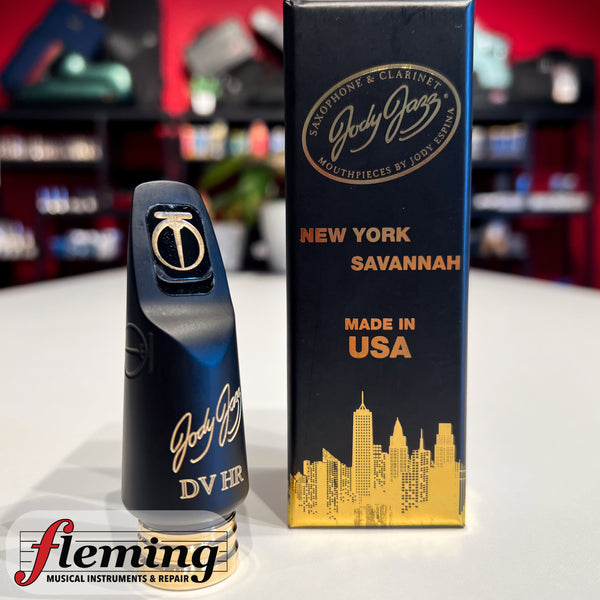 SAXOPHONE & CLARINET
Jody Jazz®
MOUTHPIECES BY JODY ESPINA
NEW YORK
SAVANNAH
MADE IN
USA
Jody Jazz
DV HR
fleming
MUSICAL INSTRUMENTS & REPAIR